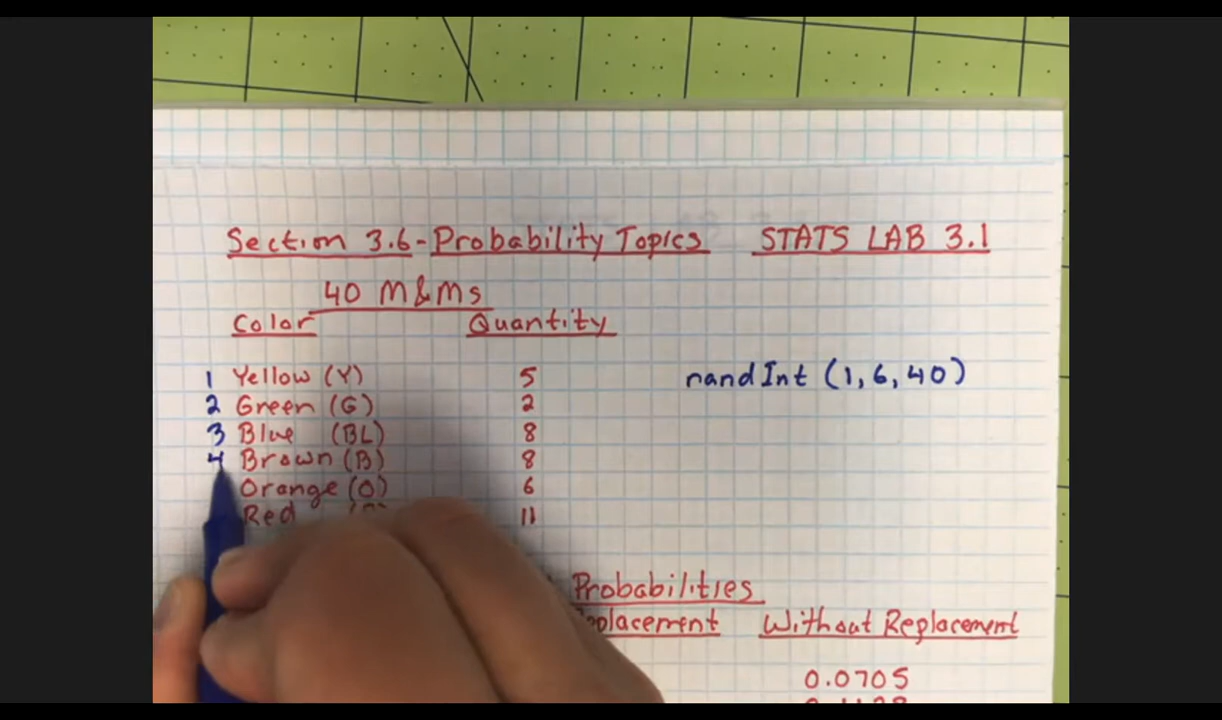 Section 3.6-Probability Topics STATS LAB 3.1
40 M&Ms
Color Quantity
1 Yellow (Y) 5 randInt (1,6,40)
2 Green (G) 2
3 Blue (BL) 8
4 Brown (B) 8
Orange (O) 6
Red 11
Probabilities
Without Replacement
0.0705